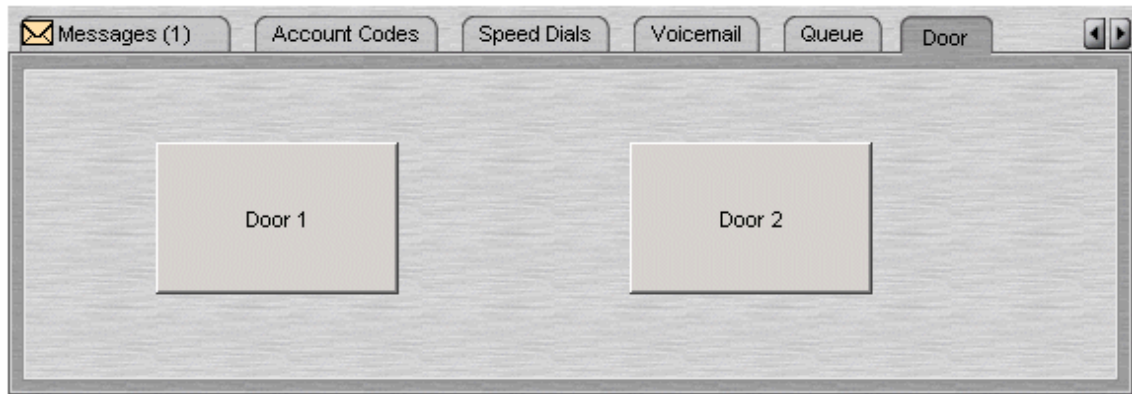 Messages (1) Account Codes Speed Dials Voicemail Queue Door
Door 1 Door 2